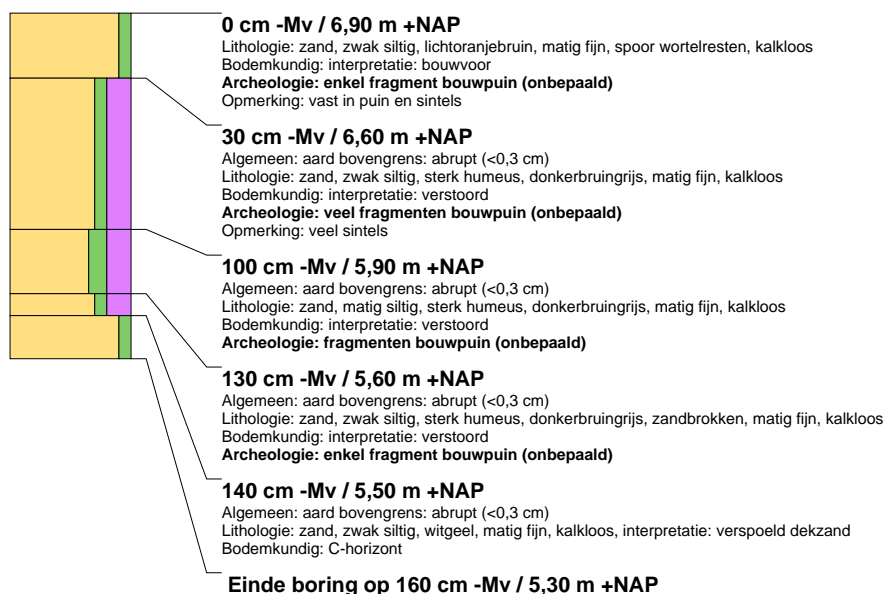 0 cm -Mv / 6,90 m +NAP
Lithologie: zand, zwak siltig, lichtoranjebruin, matig fijn, spoor wortelresten, kalkloos
Bodemkundig: interpretatie: bouwvoor
Archeologie: enkel fragment bouwpuin (onbepaald)
Opmerking: vast in puin en sintels
30 cm -Mv / 6,60 m +NAP
Algemeen: aard bovengrens: abrupt (<0,3 cm)
Lithologie: zand, zwak siltig, sterk humeus, donkerbruingrijs, matig fijn, kalkloos
Bodemkundig: interpretatie: verstoord
Archeologie: veel fragmenten bouwpuin (onbepaald)
Opmerking: veel sintels
100 cm -Mv / 5,90 m +NAP
Algemeen: aard bovengrens: abrupt (<0,3 cm)
Lithologie: zand, matig siltig, sterk humeus, donkerbruingrijs, matig fijn, kalkloos
Bodemkundig: interpretatie: verstoord
Archeologie: fragmenten bouwpuin (onbepaald)
130 cm -Mv / 5,60 m +NAP
Algemeen: aard bovengrens: abrupt (<0,3 cm)
Lithologie: zand, zwak siltig, sterk humeus, donkerbruingrijs, zandbrokken, matig fijn, kalkloos
Bodemkundig: interpretatie: verstoord
Archeologie: enkel fragment bouwpuin (onbepaald)
140 cm -Mv / 5,50 m +NAP
Algemeen: aard bovengrens: abrupt (<0,3 cm)
Lithologie: zand, zwak siltig, witgeel, matig fijn, kalkloos, interpretatie: verspoeld dekzand
Bodemkundig: C-horizont
Einde boring op 160 cm -Mv / 5,30 m +NAP